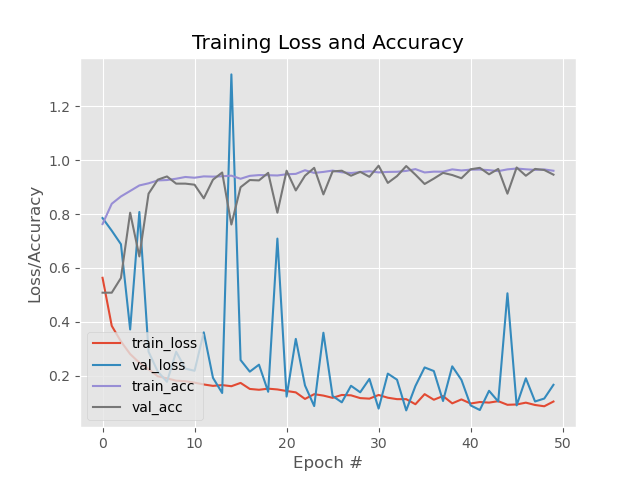 Training Loss and Accuracy
Loss/Accuracy
1.2
1.0
0.8
0.6
0.4
0.2
train_loss
val_loss
train_acc
val_acc
0 10 20 30 40 50
Epoch #